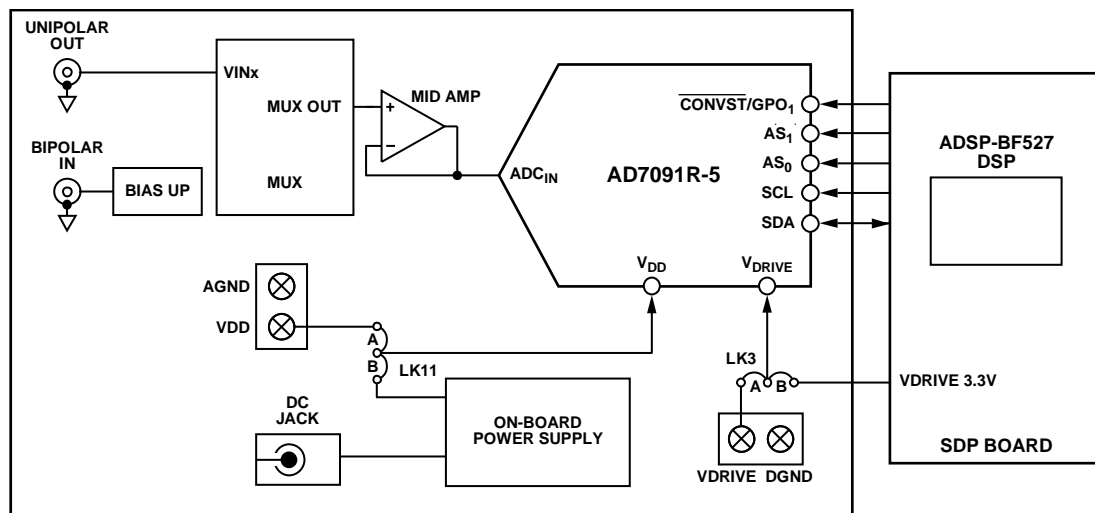 UNIPOLAR
OUT
VINx
MUX OUT
MUX
MID AMP
+
−
BIPOLAR
IN
BIAS UP
ADC_IN
AD7091R-5
CONVST/GPO1
AS1
AS0
SCL
SDA
VDD
VDRIVE
ADSP-BF527
DSP
AGND
VDD
A
B
LK11
DC
JACK
ON-BOARD
POWER SUPPLY
LK3
A
B
VDRIVE DGND
VDRIVE 3.3V
SDP BOARD